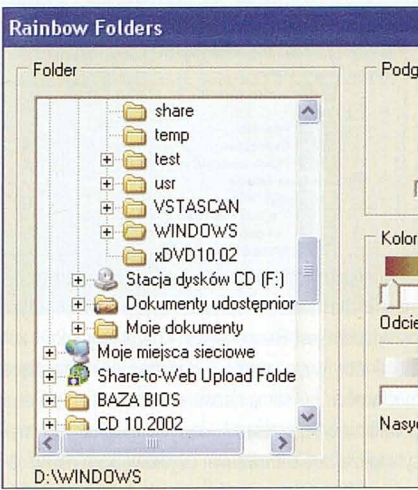 Rainbow Folders
Folder
share
temp
test
usr
VSTASCAN
WINDOWS
xDVD10.02
Stacja dysków CD (F:)
Dokumenty udostępnior
Moje dokumenty
Moje miejsca sieciowe
Share-to-Web Upload Folde
BAZA BIOS
CD 10.2002
D:\WINDOWS
Podg
Kolor
Odcie
Nasyc